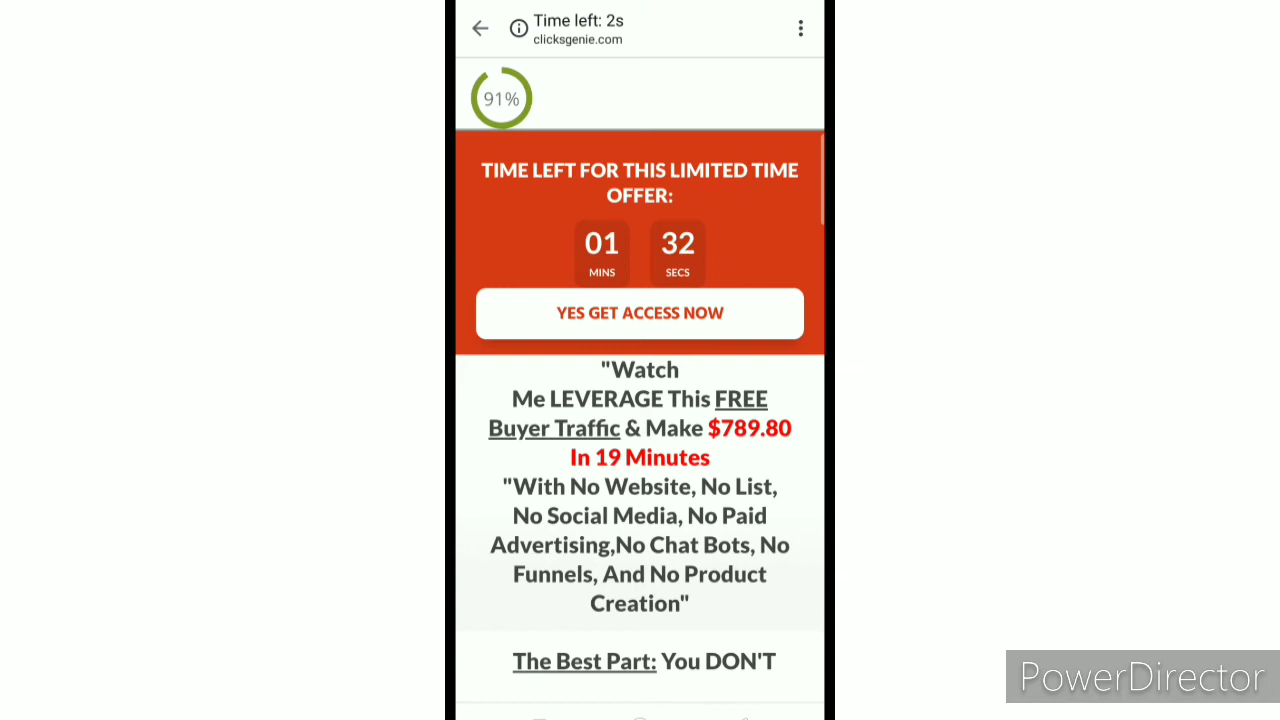 Time left: 2s
clicksgenie.com
91%
TIME LEFT FOR THIS LIMITED TIME
OFFER:
01 32
MINS SECS
YES GET ACCESS NOW
"Watch
Me LEVERAGE This FREE
Buyer Traffic & Make $789.80
In 19 Minutes
"With No Website, No List,
No Social Media, No Paid
Advertising,No Chat Bots, No
Funnels, And No Product
Creation"
The Best Part: You DON'T
PowerDirector